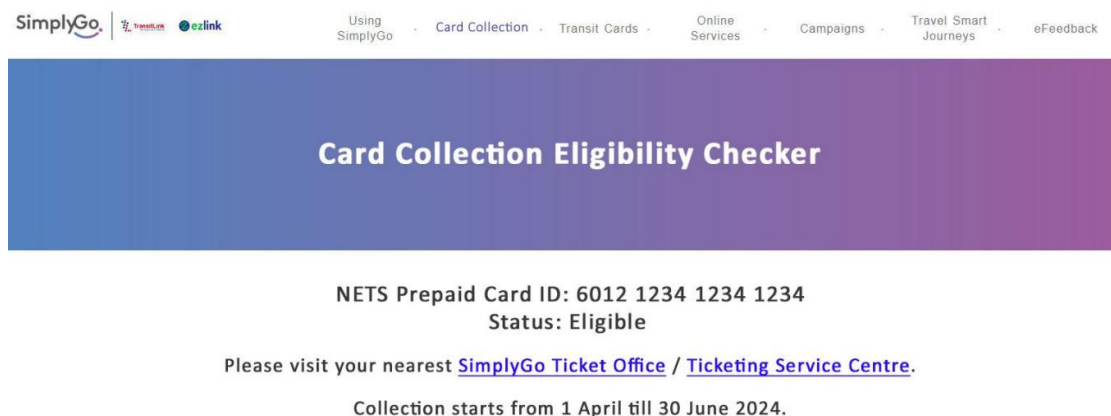 SimplyGo. TransitLink ezlink
Using SimplyGo
Card Collection
Transit Cards
Online Services
Campaigns
Travel Smart Journeys
eFeedback
Card Collection Eligibility Checker
NETS Prepaid Card ID: 6012 1234 1234 1234
Status: Eligible
Please visit your nearest SimplyGo Ticket Office / Ticketing Service Centre.
Collection starts from 1 April till 30 June 2024.